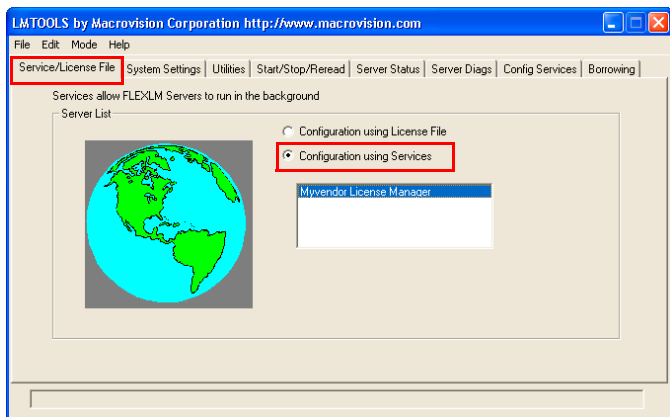 LMTOOLS by Macrovision Corporation http://www.macrovision.com
File Edit Mode Help
Service/License File System Settings Utilities Start/Stop/Reread Server Status Server Diags Config Services Borrowing
Services allow FLEXLM Servers to run in the background
Server List
Configuration using License File
Configuration using Services
Myvendor License Manager